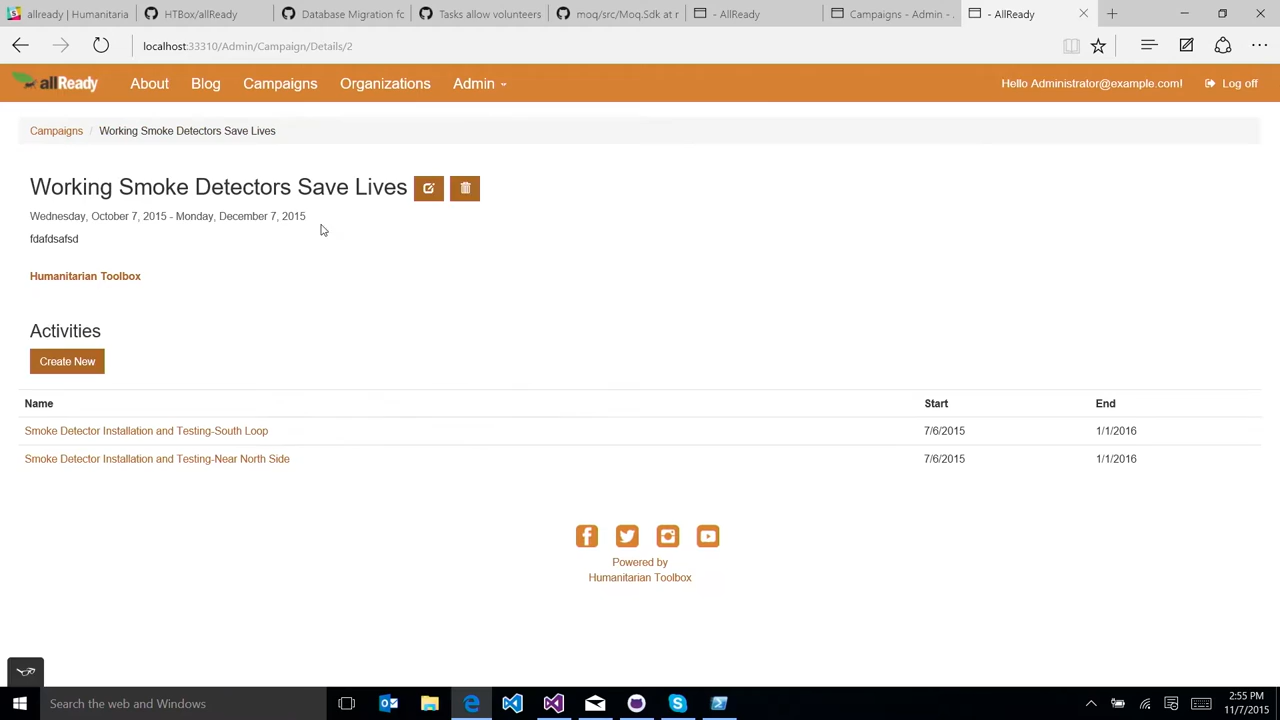 allready | Humanitaria
HTBox/allReady
Database Migration fo
Tasks allow volunteers
moq/src/Moq.Sdk at r
- AllReady
Campaigns - Admin - .
- AllReady
localhost:33310/Admin/Campaign/Details/2
allReady
About
Blog
Campaigns
Organizations
Admin
Hello Administrator@example.com!
Log off
Campaigns / Working Smoke Detectors Save Lives
Working Smoke Detectors Save Lives
Wednesday, October 7, 2015 - Monday, December 7, 2015
fdafdsafsd
Humanitarian Toolbox
Activities
Create New
Name Start End
Smoke Detector Installation and Testing-South Loop 7/6/2015 1/1/2016
Smoke Detector Installation and Testing-Near North Side 7/6/2015 1/1/2016
Powered by
Humanitarian Toolbox
Search the web and Windows
2:55 PM
11/7/2015